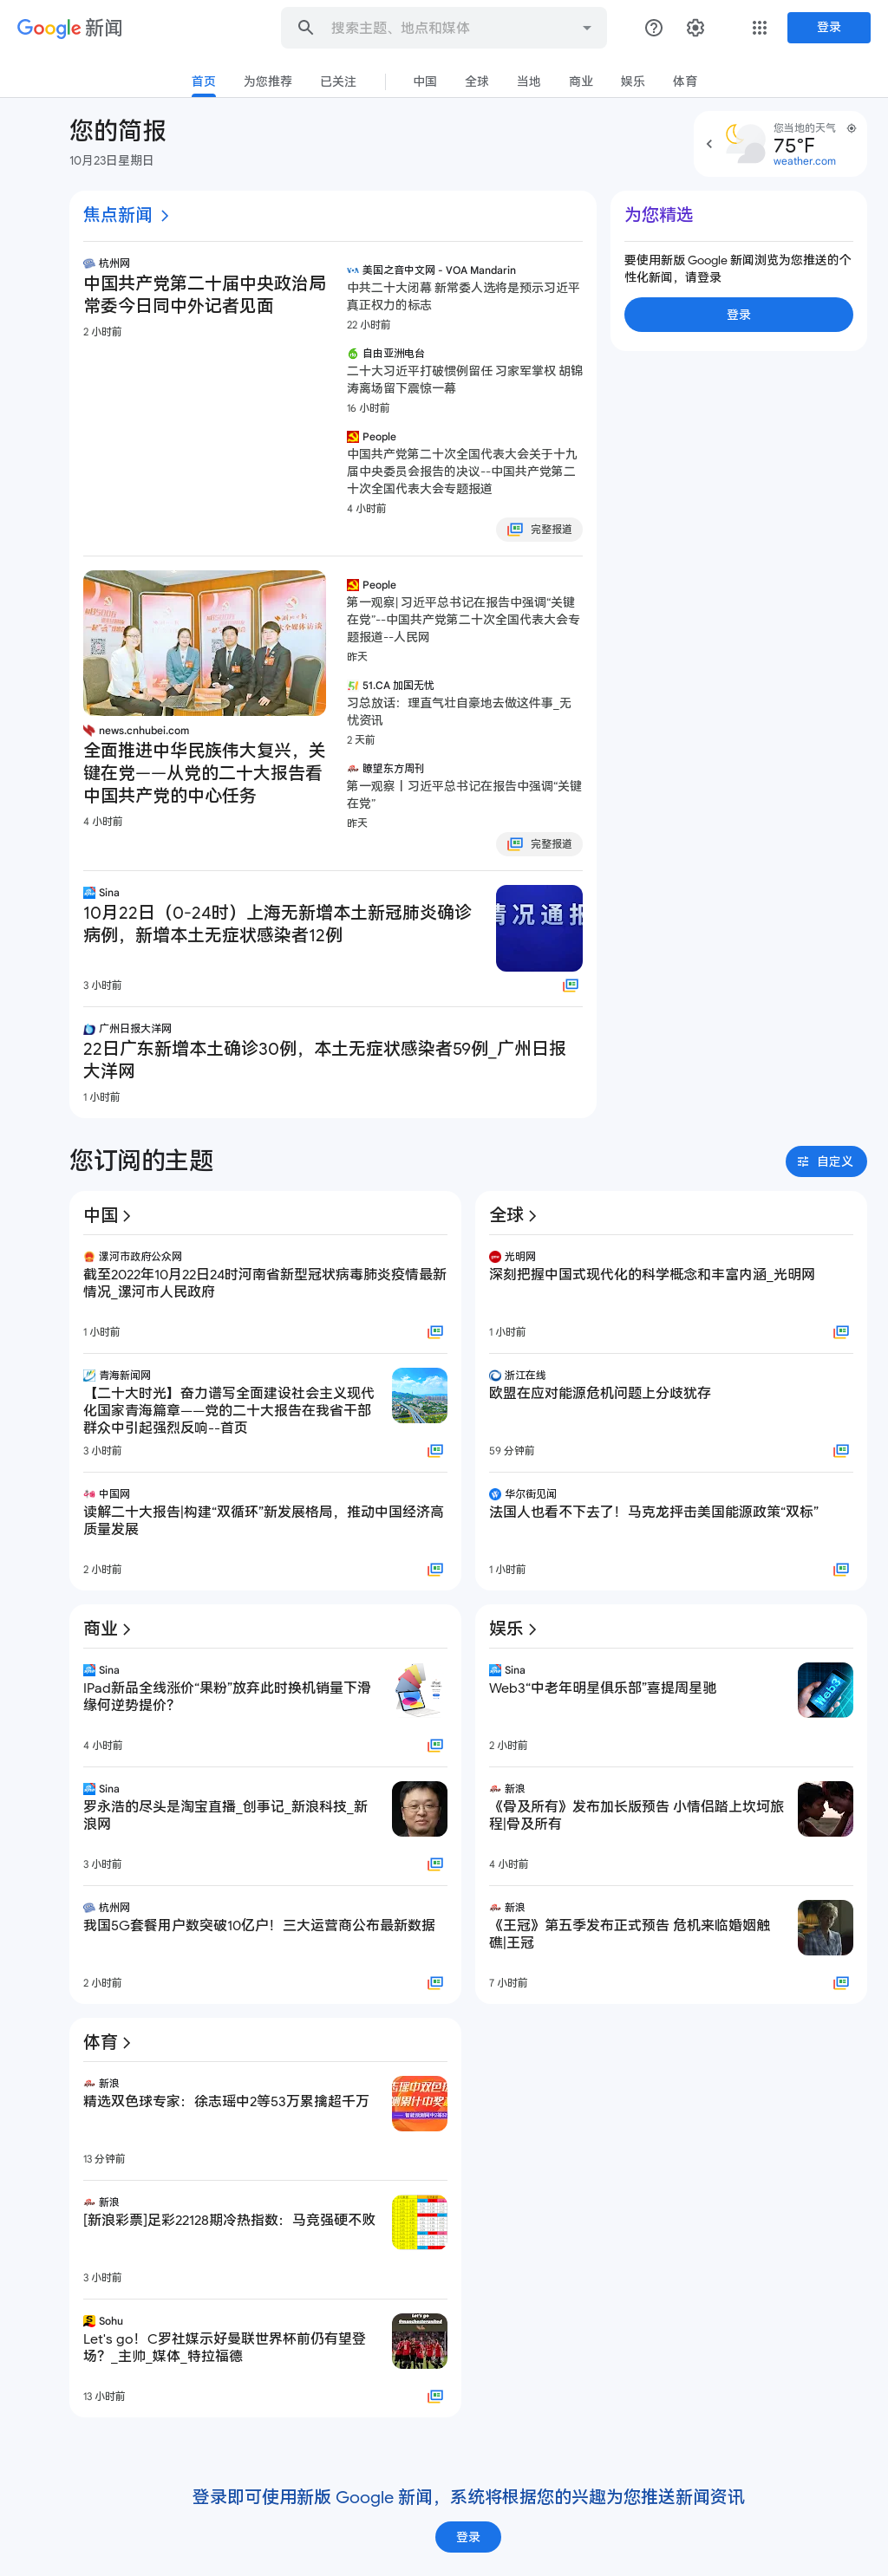 Google 新闻
搜索主题、地点和媒体
登录
首页
为您推荐
已关注
中国
全球
当地
商业
娱乐
体育
您的简报
10月23日星期日
您当地的天气
75°F
weather.com
焦点新闻
杭州网
中国共产党第二十届中央政治局
常委今日同中外记者见面
2 小时前
美国之音中文网 - VOA Mandarin
中共二十大闭幕 新常委人选将是预示习近平
真正权力的标志
22 小时前
自由亚洲电台
二十大习近平打破惯例留任 习家军掌权 胡锦
涛离场留下震惊一幕
16 小时前
People
中国共产党第二十次全国代表大会关于十九
届中央委员会报告的决议--中国共产党第二
十次全国代表大会专题报道
4 小时前
完整报道
news.cnhubei.com
全面推进中华民族伟大复兴，关
键在党——从党的二十大报告看
中国共产党的中心任务
4 小时前
People
第一观察| 习近平总书记在报告中强调“关键
在党”--中国共产党第二十次全国代表大会专
题报道--人民网
昨天
51.CA 加国无忧
习总放话：理直气壮自豪地去做这件事_无
忧资讯
2 天前
瞭望东方周刊
第一观察丨习近平总书记在报告中强调“关键
在党”
昨天
完整报道
Sina
10月22日（0-24时）上海无新增本土新冠肺炎确诊
病例，新增本土无症状感染者12例
3 小时前
情况通报
广州日报大洋网
22日广东新增本土确诊30例，本土无症状感染者59例_广州日报
大洋网
1 小时前
为您精选
要使用新版 Google 新闻浏览为您推送的个
性化新闻，请登录
登录
您订阅的主题
自定义
中国
漯河市政府公众网
截至2022年10月22日24时河南省新型冠状病毒肺炎疫情最新
情况_漯河市人民政府
1 小时前
青海新闻网
【二十大时光】奋力谱写全面建设社会主义现代
化国家青海篇章——党的二十大报告在我省干部
群众中引起强烈反响--首页
3 小时前
中国网
读解二十大报告|构建“双循环”新发展格局，推动中国经济高
质量发展
2 小时前
全球
光明网
深刻把握中国式现代化的科学概念和丰富内涵_光明网
1 小时前
浙江在线
欧盟在应对能源危机问题上分歧犹存
59 分钟前
华尔街见闻
法国人也看不下去了！马克龙抨击美国能源政策“双标”
1 小时前
商业
Sina
IPad新品全线涨价“果粉”放弃此时换机销量下滑
缘何逆势提价？
4 小时前
Sina
罗永浩的尽头是淘宝直播_创事记_新浪科技_新
浪网
3 小时前
杭州网
我国5G套餐用户数突破10亿户！三大运营商公布最新数据
2 小时前
娱乐
Sina
Web3“中老年明星俱乐部”喜提周星驰
2 小时前
Web3
新浪
《骨及所有》发布加长版预告 小情侣踏上坎坷旅
程|骨及所有
4 小时前
新浪
《王冠》第五季发布正式预告 危机来临婚姻触
礁|王冠
7 小时前
体育
新浪
精选双色球专家：徐志瑶中2等53万累擒超千万
13 分钟前
新浪
[新浪彩票]足彩22128期冷热指数：马竞强硬不败
3 小时前
Sohu
Let's go！C罗社媒示好曼联世界杯前仍有望登
场？_主帅_媒体_特拉福德
13 小时前
登录即可使用新版 Google 新闻，系统将根据您的兴趣为您推送新闻资讯
登录